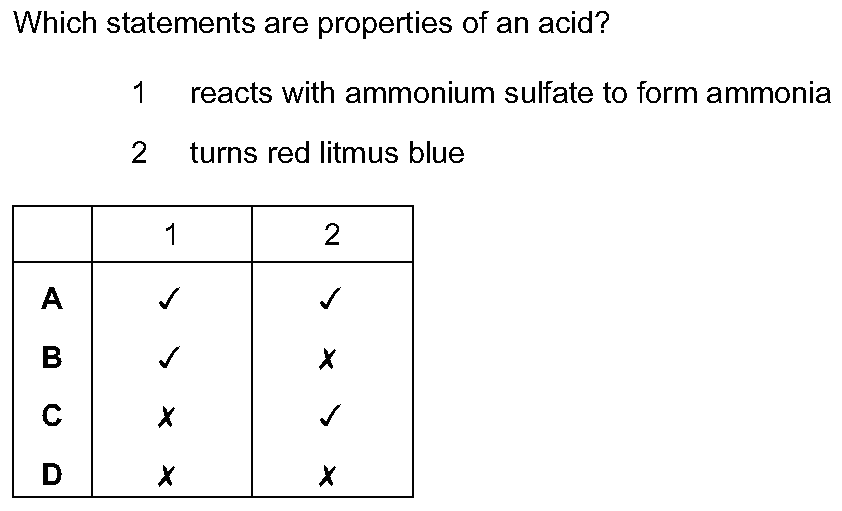 Which statements are properties of an acid?
1 reacts with ammonium sulfate to form ammonia
2 turns red litmus blue
1 2
A ✓ ✓
B ✓ ✗
C ✗ ✓
D ✗ ✗